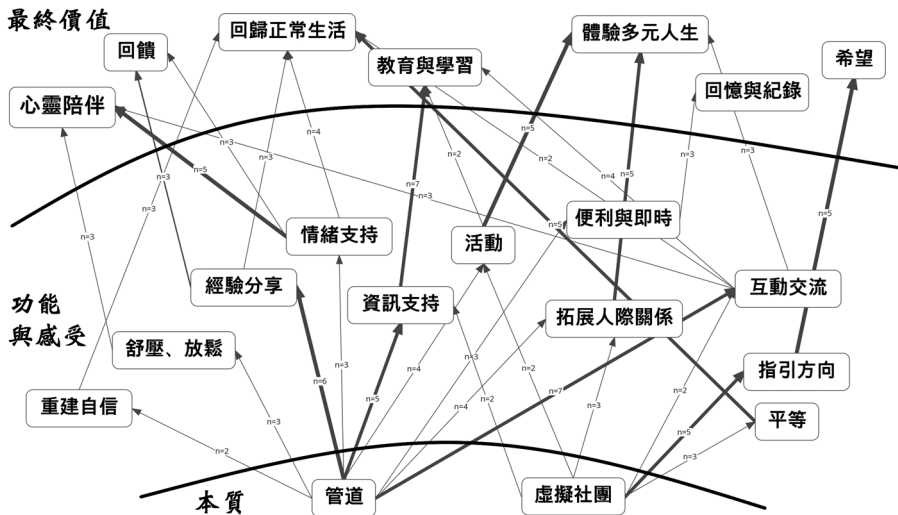 最終價值
回歸正常生活
體驗多元人生
回饋
教育與學習
希望
回憶與紀錄
心靈陪伴
n=5
n=3
n=4
n=3
n=3
n=2
n=2
n=3
n=3
n=5
n=3
n=4
n=5
n=7
n=3
n=3
n=5
n=5
便利與即時
情緒支持
活動
n=3
功能
與感受
經驗分享
資訊支持
互動交流
拓展人際關係
舒壓、放鬆
n=3
n=3
n=4
n=2
指引方向
n=6
n=5
n=4
n=7
n=2
n=2
重建自信
n=3
平等
n=3
n=5
n=2
n=3
管道
虛擬社團
本質